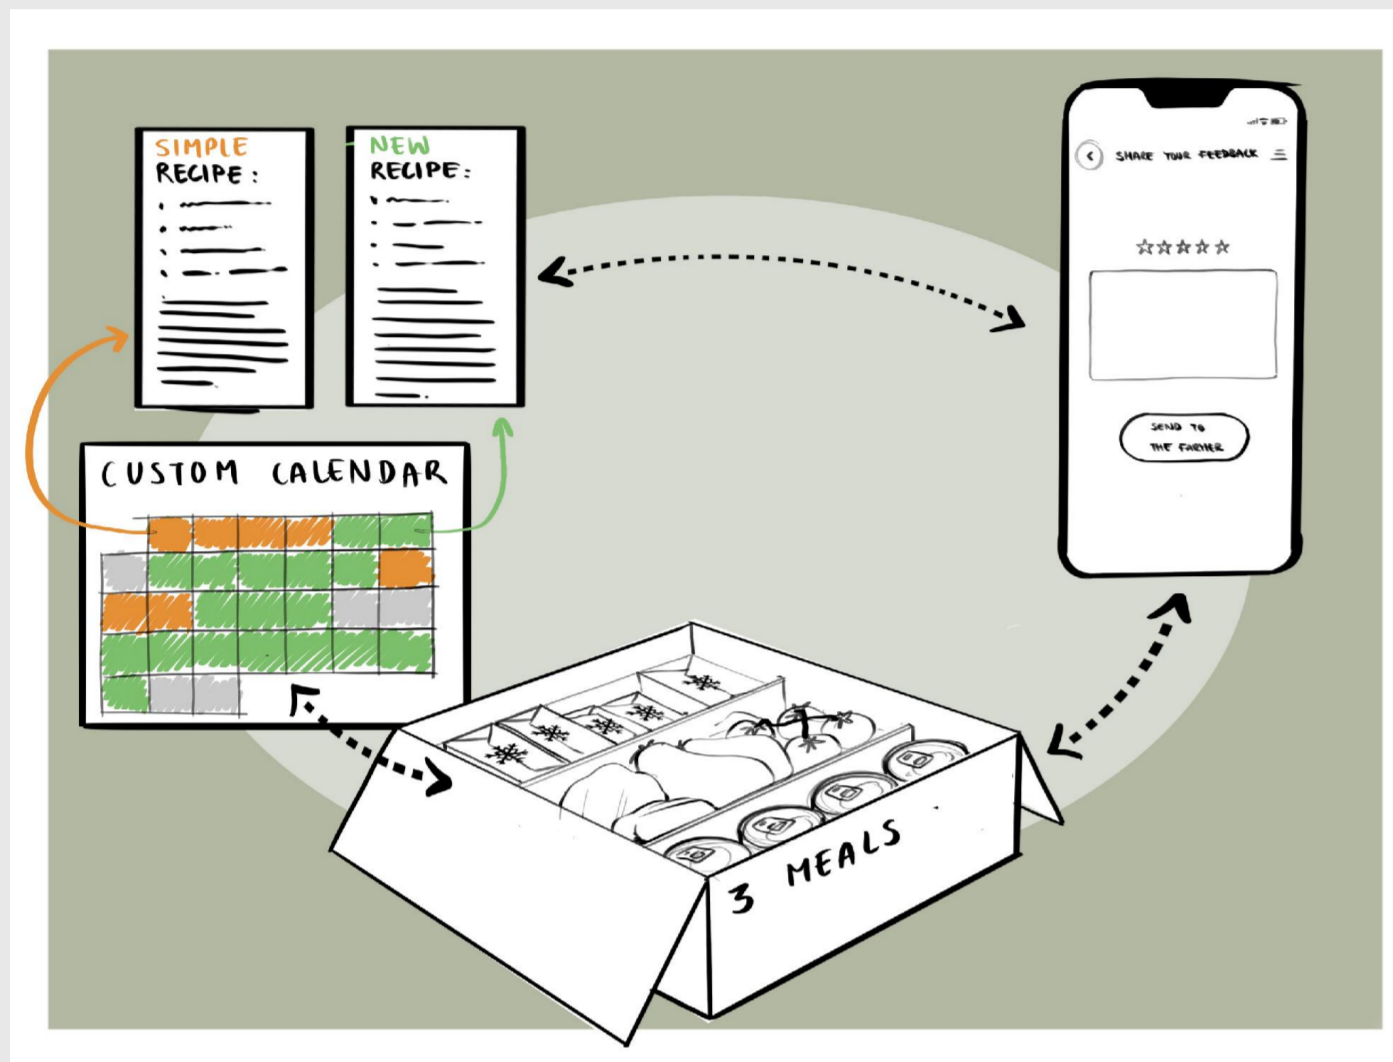 SIMPLE
RECIPE:
NEW
RECIPE:
SHARE YOUR FEEDBACK
SEND TO
THE FARMER
CUSTOM CALENDAR
3 MEALS